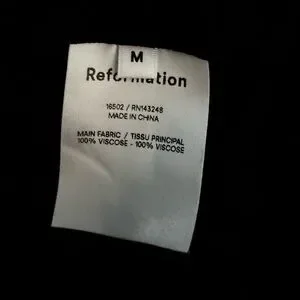 M
Reformation
16502 / RN143248
MADE IN CHINA
MAIN FABRIC / TISSU PRINCIPAL
100% VISCOSE - 100% VISCOSE